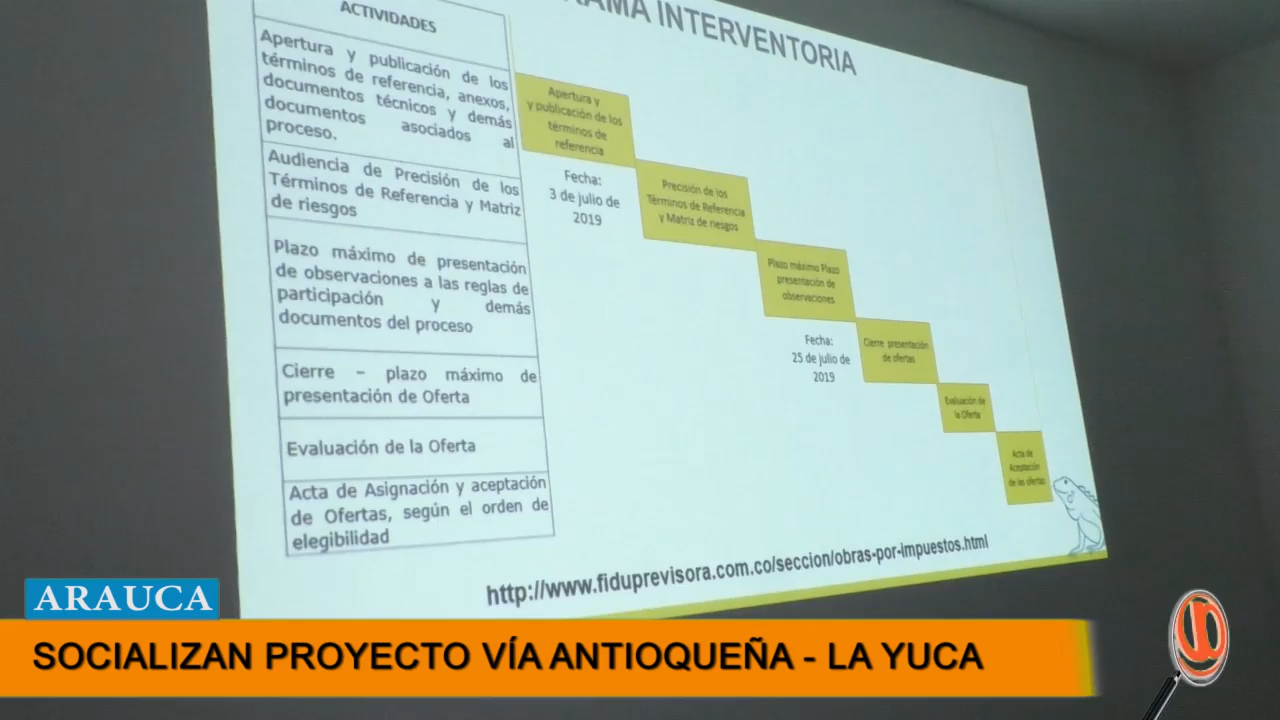 AMA INTERVENTORIA
ACTIVIDADES
Apertura y publicación de los
términos de referencia, anexos,
documentos técnicos y demás
documentos asociados al
proceso.
Audiencia de Precisión de los
Términos de Referencia y Matriz
de riesgos
Plazo máximo de presentación
de observaciones a las reglas de
participación y demás
documentos del proceso
Cierre – plazo máximo de
presentación de Oferta
Evaluación de la Oferta
Acta de Asignación y aceptación
de Ofertas, según el orden de
elegibilidad
Apertura y
y publicación de los
términos de
referencia
Fecha:
3 de julio de
2019
Precisión de los
Términos de Referencia
y Matriz de riesgos
Plazo máximo Plazo
presentación de
observaciones
Fecha:
25 de julio de
2019
Cierre presentación
de ofertas
Evaluación de
la Oferta
Acta de
Aceptación
de las ofertas
http://www.fiduprevisora.com.co/seccion/obras-por-impuestos.html
ARAUCA
SOCIALIZAN PROYECTO VÍA ANTIOQUEÑA - LA YUCA